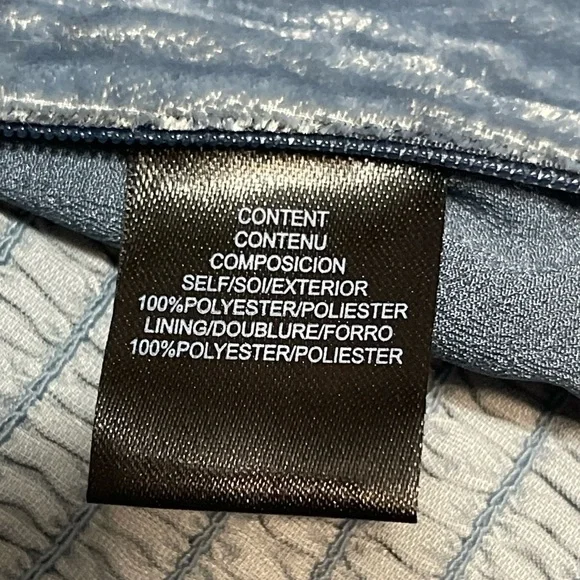 CONTENT
CONTENU
COMPOSICION
SELF/SOI/EXTERIOR
100%POLYESTER/POLIESTER
LINING/DOUBLURE/FORRO
100%POLYESTER/POLIESTER